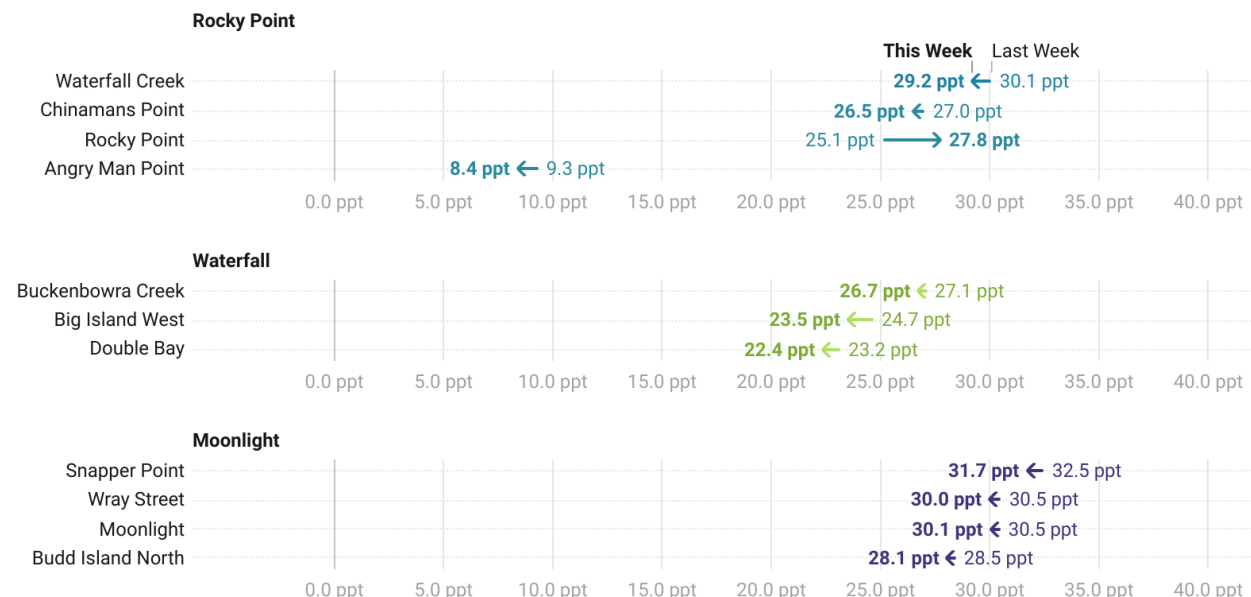 Rocky Point
This Week Last Week
Waterfall Creek 29.2 ppt 30.1 ppt
Chinamans Point 26.5 ppt 27.0 ppt
Rocky Point 25.1 ppt 27.8 ppt
Angry Man Point 8.4 ppt 9.3 ppt
0.0 ppt 5.0 ppt 10.0 ppt 15.0 ppt 20.0 ppt 25.0 ppt 30.0 ppt 35.0 ppt 40.0 ppt
Waterfall
Buckenbowra Creek 26.7 ppt 27.1 ppt
Big Island West 23.5 ppt 24.7 ppt
Double Bay 22.4 ppt 23.2 ppt
0.0 ppt 5.0 ppt 10.0 ppt 15.0 ppt 20.0 ppt 25.0 ppt 30.0 ppt 35.0 ppt 40.0 ppt
Moonlight
Snapper Point 31.7 ppt 32.5 ppt
Wray Street 30.0 ppt 30.5 ppt
Moonlight 30.1 ppt 30.5 ppt
Budd Island North 28.1 ppt 28.5 ppt
0.0 ppt 5.0 ppt 10.0 ppt 15.0 ppt 20.0 ppt 25.0 ppt 30.0 ppt 35.0 ppt 40.0 ppt